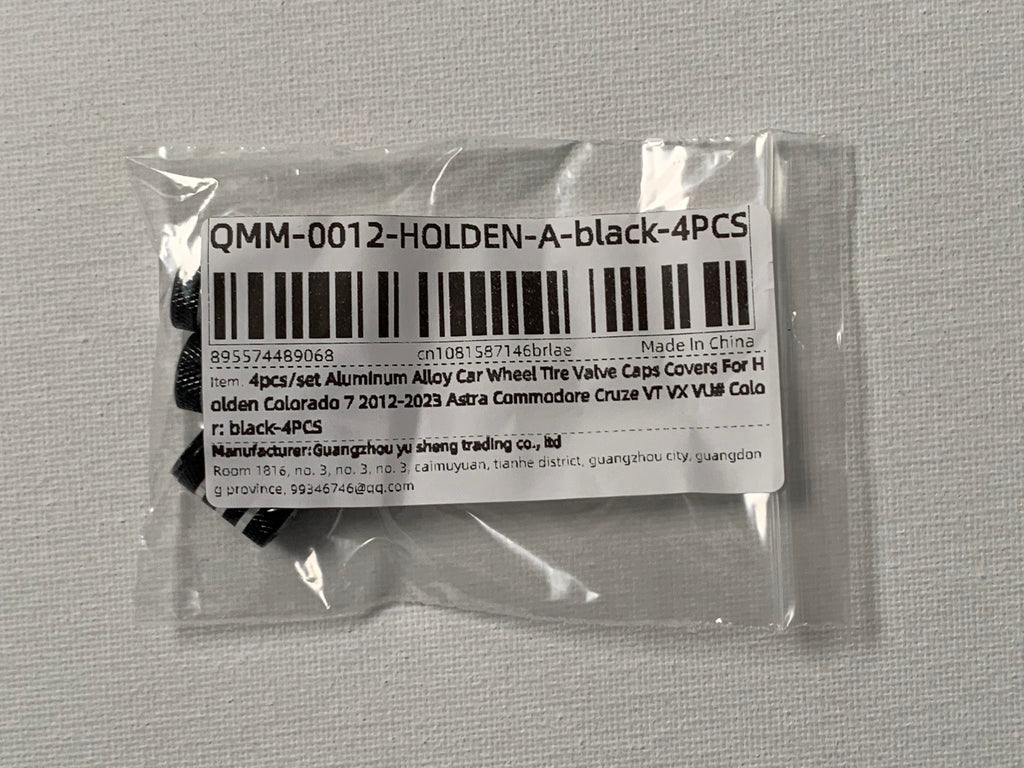 QMM-0012-HOLDEN-A-black-4PCS
895574489068 cn1081587146brlae Made In China
Item. 4pcs/set Aluminum Alloy Car Wheel Tire Valve Caps Covers For H
olden Colorado 7 2012-2023 Astra Commodore Cruze VT VX VU# Colo
r: black-4PCS
Manufacturer:Guangzhou yu sheng trading co., ltd
Room 1816, no. 3, no. 3, no. 3, caimuyuan, tianhe district, guangzhou city, guangdon
g province, 99346746@qq.com